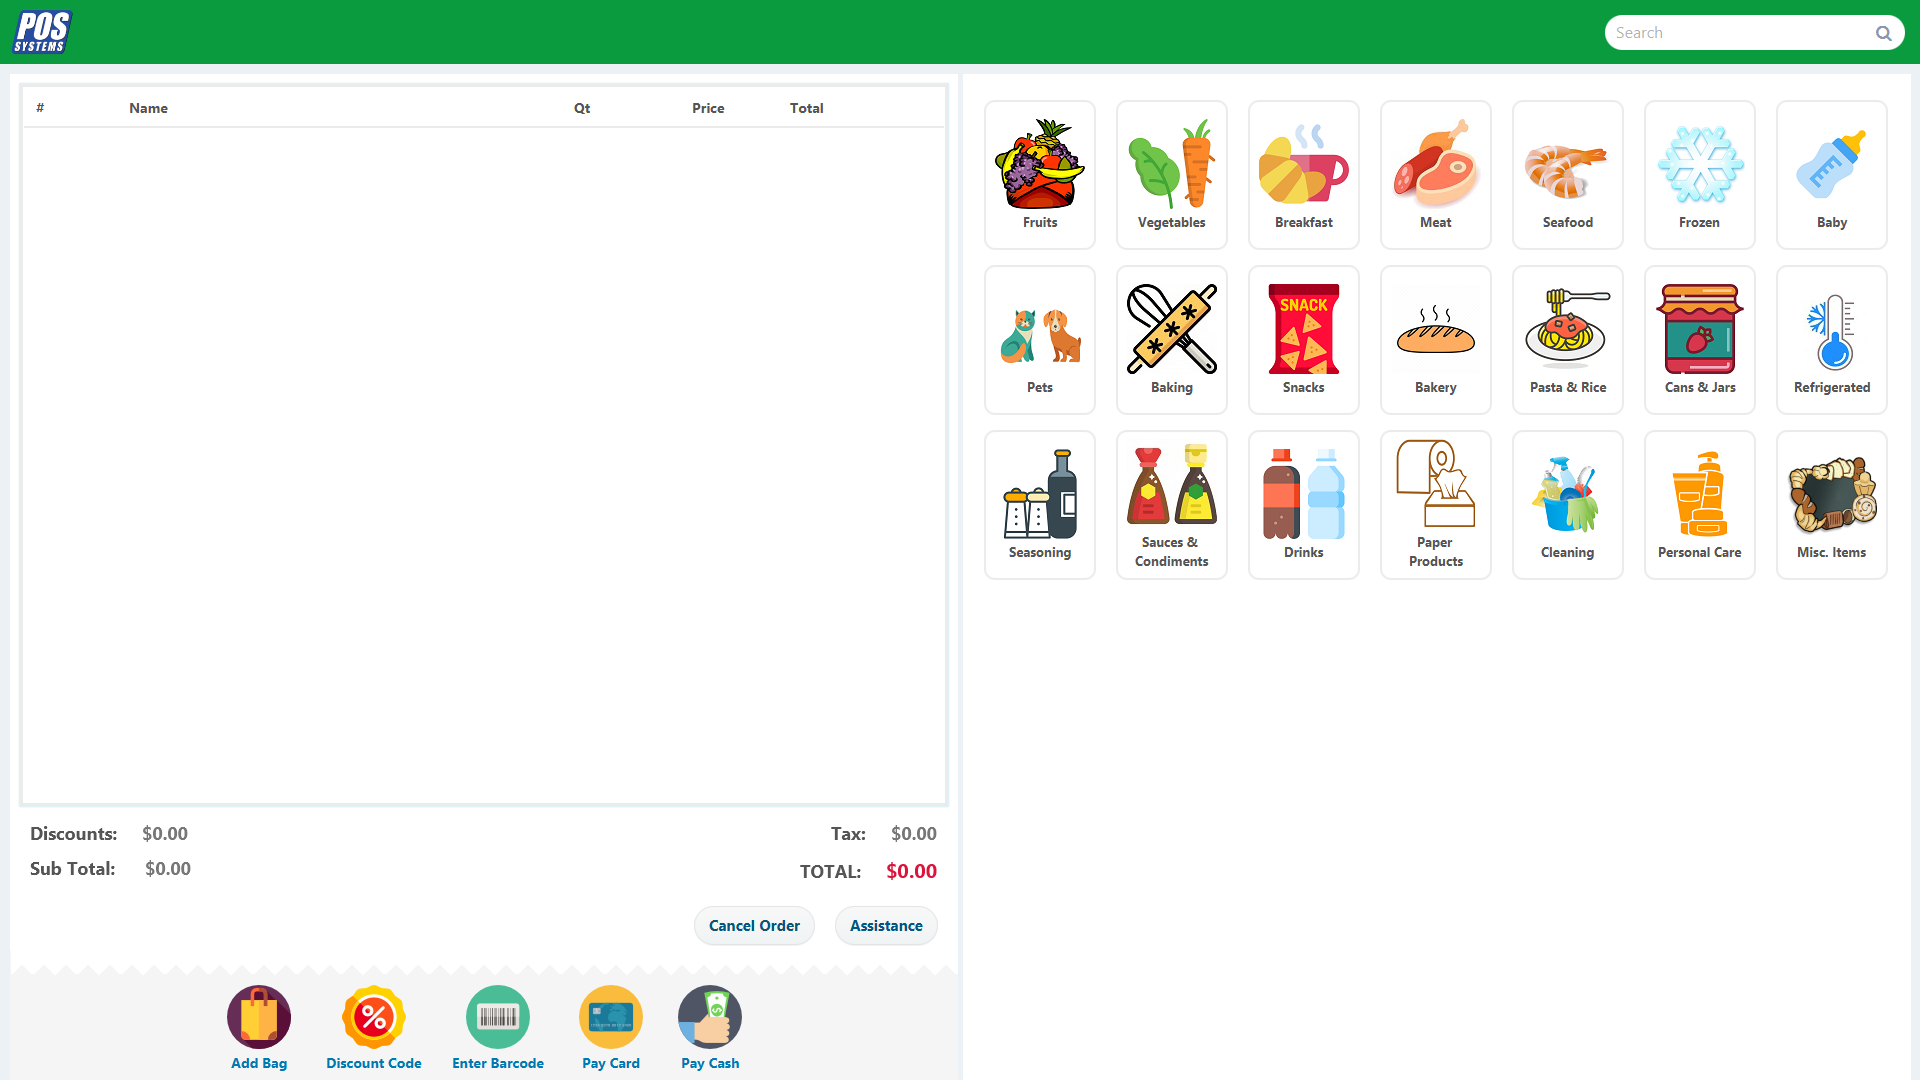 POS
SYSTEMS
Search
# Name Qt Price Total
Fruits
Vegetables
Breakfast
Meat
Seafood
Frozen
Baby
SNACK
Pets
Baking
Snacks
Bakery
Pasta & Rice
Cans & Jars
Refrigerated
Seasoning
Sauces &
Condiments
Drinks
Paper
Products
Cleaning
Personal Care
Misc. Items
Discounts: $0.00
Tax: $0.00
Sub Total: $0.00
TOTAL: $0.00
Cancel Order
Assistance
Add Bag
Discount Code
Enter Barcode
Pay Card
Pay Cash